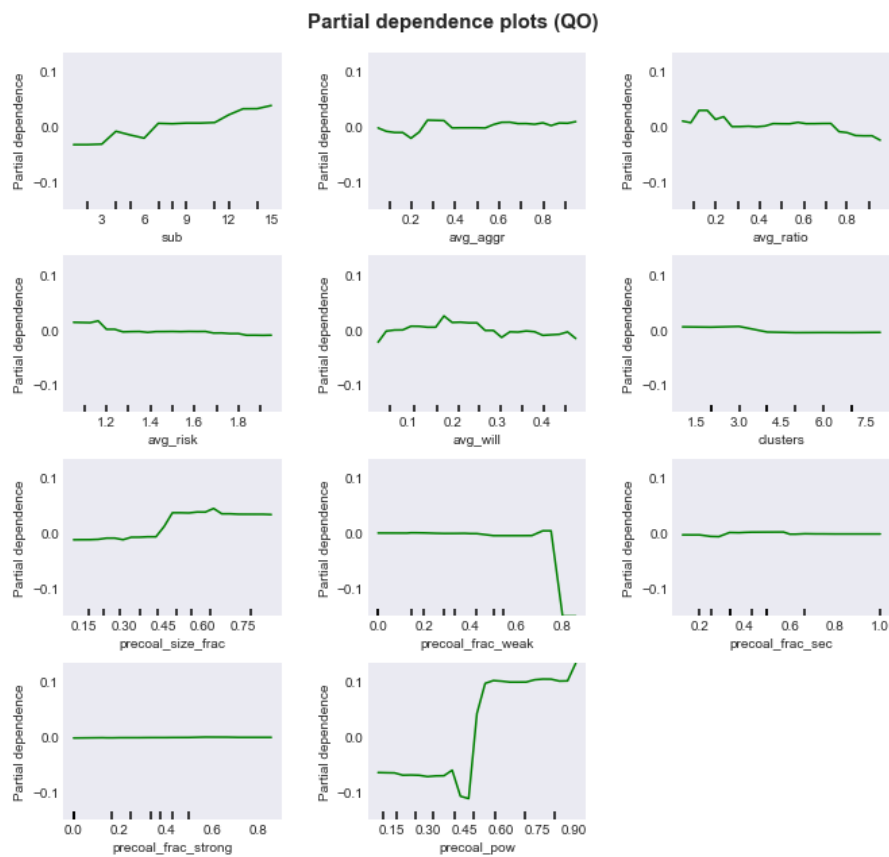 Partial dependence plots (QO)
Partial dependence
0.1
0.0
−0.1
3 6 9 12 15
sub
Partial dependence
0.1
0.0
−0.1
0.2 0.4 0.6 0.8
avg_aggr
Partial dependence
0.1
0.0
−0.1
0.2 0.4 0.6 0.8
avg_ratio
Partial dependence
0.1
0.0
−0.1
1.2 1.4 1.6 1.8
avg_risk
Partial dependence
0.1
0.0
−0.1
0.1 0.2 0.3 0.4
avg_will
Partial dependence
0.1
0.0
−0.1
1.5 3.0 4.5 6.0 7.5
clusters
Partial dependence
0.1
0.0
−0.1
0.15 0.30 0.45 0.60 0.75
precoal_size_frac
Partial dependence
0.1
0.0
−0.1
0.0 0.2 0.4 0.6 0.8
precoal_frac_weak
Partial dependence
0.1
0.0
−0.1
0.2 0.4 0.6 0.8 1.0
precoal_frac_sec
Partial dependence
0.1
0.0
−0.1
0.0 0.2 0.4 0.6 0.8
precoal_frac_strong
Partial dependence
0.1
0.0
−0.1
0.15 0.30 0.45 0.60 0.75 0.90
precoal_pow